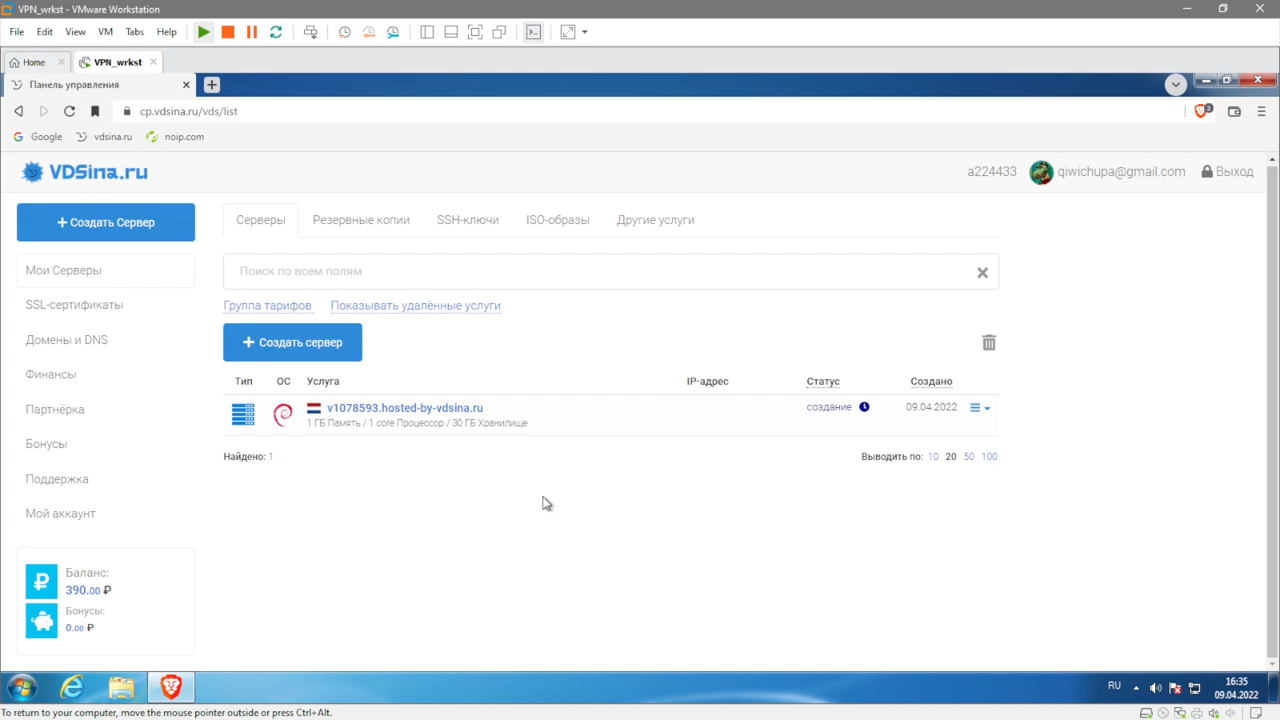 VPN_wrkst - VMware Workstation
File Edit View VM Tabs Help
Home VPN_wrkst
Панель управления
cp.vdsina.ru/vds/list
2
Google vdsina.ru noip.com
VDSina.ru
a224433 qiwichupa@gmail.com Выход
Создать Сервер
Серверы Резервные копии SSH-ключи ISO-образы Другие услуги
Мои Серверы
Поиск по всем полям
SSL-сертификаты
Группа тарифов Показывать удалённые услуги
Домены и DNS
Создать сервер
Финансы
Тип ОС Услуга IP-адрес Статус Создано
Партнёрка
v1078593.hosted-by-vdsina.ru создание 09.04.2022
1 ГБ Память / 1 core Процессор / 30 ГБ Хранилище
Бонусы
Найдено: 1 Выводить по: 10 20 50 100
Поддержка
Мой аккаунт
Баланс:
390.00 ₽
Бонусы:
0.00 ₽
RU 16:35
09.04.2022
To return to your computer, move the mouse pointer outside or press Ctrl+Alt.